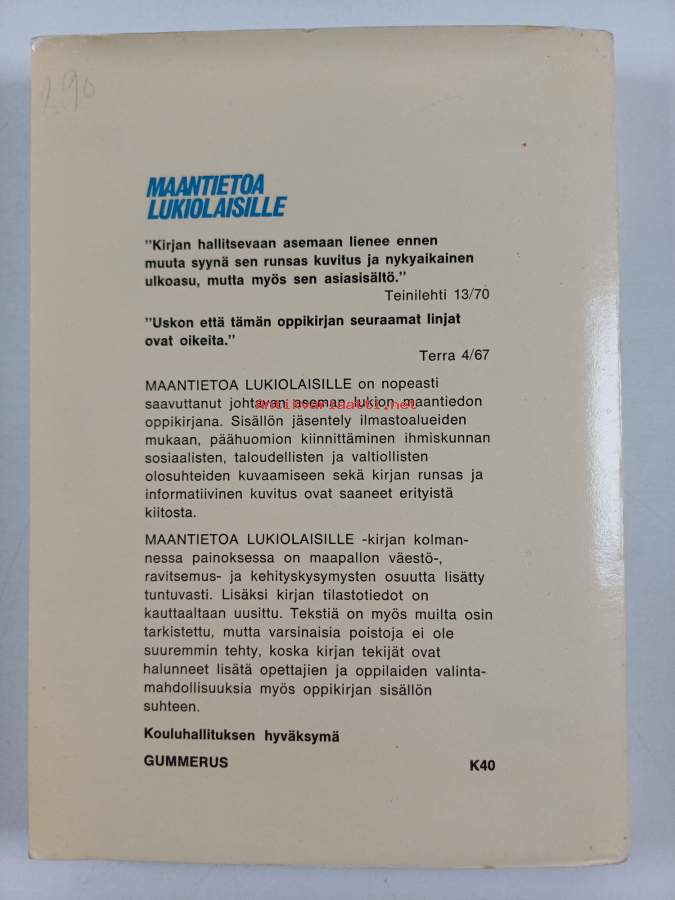 MAANTIETOA
LUKIOLAISILLE
"Kirjan hallitsevaan asemaan lienee ennen
muuta syynä sen runsas kuvitus ja nykyaikainen
ulkoasu, mutta myös sen asiasisältö."
Teinilehti 13/70
"Uskon että tämän oppikirjan seuraamat linjat
ovat oikeita."
Terra 4/67
MAANTIETOA LUKIOLAISILLE on nopeasti
saavuttanut johtavan aseman lukion maantiedon
Antikvariaatti.net
oppikirjana. Sisällön jäsentely ilmastoalueiden
mukaan, päähuomion kiinnittäminen ihmiskunnan
sosiaalisten, taloudellisten ja valtiollisten
olosuhteiden kuvaamiseen sekä kirjan runsas ja
informatiivinen kuvitus ovat saaneet erityistä
kiitosta.
MAANTIETOA LUKIOLAISILLE -kirjan kolman-
nessa painoksessa on maapallon väestö-,
ravitsemus- ja kehityskysymysten osuutta lisätty
tuntuvasti. Lisäksi kirjan tilastotiedot on
kauttaaltaan uusittu. Tekstiä on myös muilta osin
tarkistettu, mutta varsinaisia poistoja ei ole
suuremmin tehty, koska kirjan tekijät ovat
halunneet lisätä opettajien ja oppilaiden valinta-
mahdollisuuksia myös oppikirjan sisällön
suhteen.
Kouluhallituksen hyväksymä
GUMMERUS K40